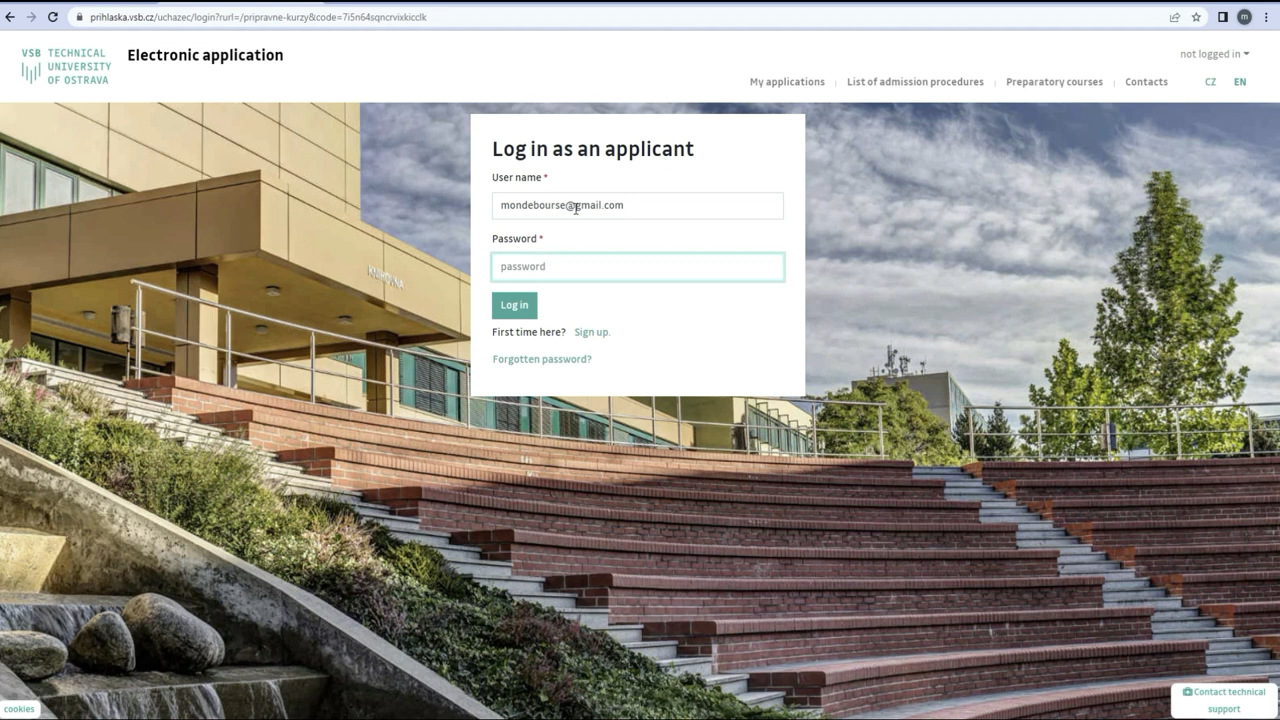 prihlaska.vsb.cz/uchazec/login?rurl=/pripravne-kurzy&code=7i5n64sqncrvixkicclk
m
VSB TECHNICAL
UNIVERSITY
OF OSTRAVA
Electronic application
not logged in
My applications
List of admission procedures
Preparatory courses
Contacts
CZ
EN
Log in as an applicant
User name *
mondebourse@gmail.com
Password *
password
Log in
First time here? Sign up.
Forgotten password?
KNIHOVNA
cookies
Contact technical
support